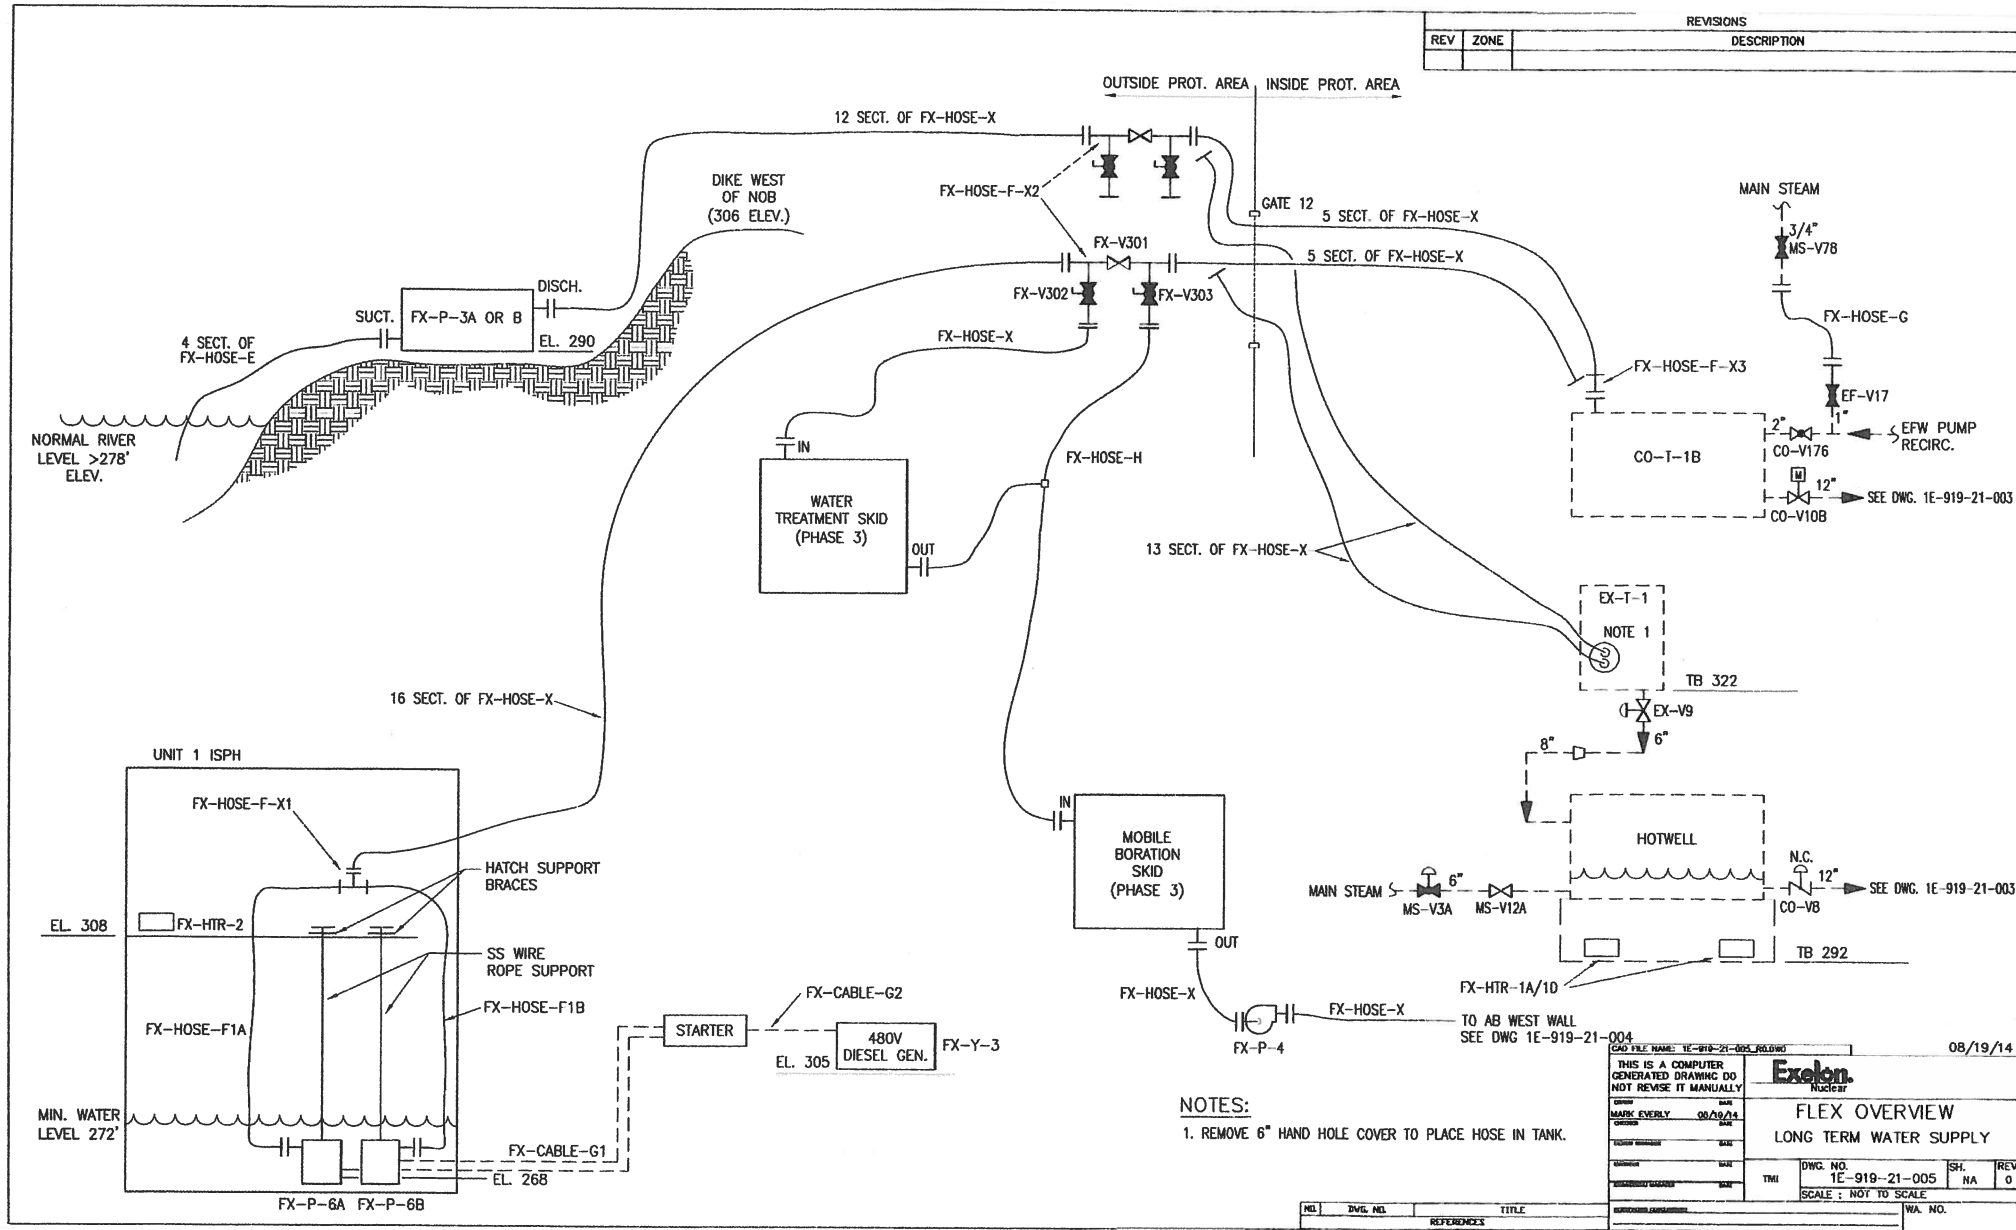 REVISIONS
REV ZONE DESCRIPTION
OUTSIDE PROT. AREA INSIDE PROT. AREA
12 SECT. OF FX-HOSE-X
DIKE WEST
OF NOB
(306 ELEV.)
FX-HOSE-F-X2
GATE 12
5 SECT. OF FX-HOSE-X
5 SECT. OF FX-HOSE-X
MAIN STEAM
3/4"
MS-V78
FX-HOSE-G
EF-V17
1"
2"
EFW PUMP
RECIRC.
CO-V176
M
12"
CO-V10B
SEE DWG. 1E-919-21-003
CO-T-1B
FX-HOSE-F-X3
FX-V301
FX-V302
FX-V303
DISCH.
SUCT.
FX-P-3A OR B
EL. 290
4 SECT. OF
FX-HOSE-E
NORMAL RIVER
LEVEL >278'
ELEV.
FX-HOSE-X
IN
WATER
TREATMENT SKID
(PHASE 3)
OUT
FX-HOSE-H
13 SECT. OF FX-HOSE-X
EX-T-1
NOTE 1
TB 322
EX-V9
6"
8"
16 SECT. OF FX-HOSE-X
UNIT 1 ISPH
FX-HOSE-F-X1
HATCH SUPPORT
BRACES
EL. 308
FX-HTR-2
SS WIRE
ROPE SUPPORT
FX-HOSE-F1A
FX-HOSE-F1B
MIN. WATER
LEVEL 272'
FX-CABLE-G1
EL. 268
FX-P-6A FX-P-6B
STARTER
FX-CABLE-G2
480V
DIESEL GEN.
FX-Y-3
EL. 305
IN
MOBILE
BORATION
SKID
(PHASE 3)
OUT
FX-HOSE-X
FX-P-4
FX-HOSE-X
TO AB WEST WALL
SEE DWG 1E-919-21-004
HOTWELL
MAIN STEAM
6"
MS-V3A
MS-V12A
N.C.
12"
CO-V8
SEE DWG. 1E-919-21-003
TB 292
FX-HTR-1A/1D
NOTES:
1. REMOVE 6" HAND HOLE COVER TO PLACE HOSE IN TANK.
CAD FILE NAME: 1E-919-21-005_R0.DWG
08/19/14
THIS IS A COMPUTER
GENERATED DRAWING DO
NOT REVISE IT MANUALLY
Exelon.
Nuclear
DATE
MARK EVERLY 08/19/14
FLEX OVERVIEW
LONG TERM WATER SUPPLY
TMI
DWG. NO.
1E-919-21-005
SH.
NA
REV
0
SCALE : NOT TO SCALE
NO. DWG. NO. TITLE
REFERENCES
WA. NO.